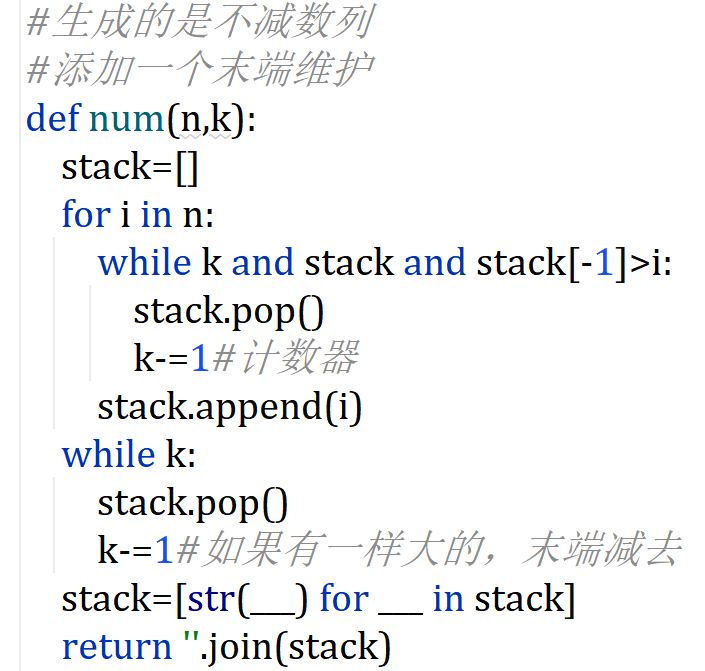 #生成的是不减数列
#添加一个末端维护
def num(n,k):
    stack=[]
    for i in n:
        while k and stack and stack[-1]>i:
            stack.pop()
            k-=1#计数器
        stack.append(i)
    while k:
        stack.pop()
        k-=1#如果有一样大的，末端减去
    stack=[str(___) for ___ in stack]
    return ''.join(stack)